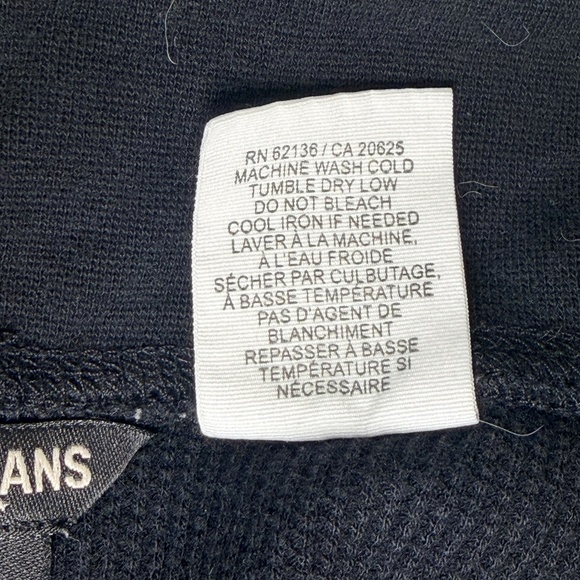 RN 62136 / CA 20625
MACHINE WASH COLD
TUMBLE DRY LOW
DO NOT BLEACH
COOL IRON IF NEEDED
LAVER À LA MACHINE,
À L'EAU FROIDE
SÉCHER PAR CULBUTAGE,
À BASSE TEMPÉRATURE
PAS D'AGENT DE
BLANCHIMENT
REPASSER À BASSE
TEMPÉRATURE SI
NÉCESSAIRE
ANS